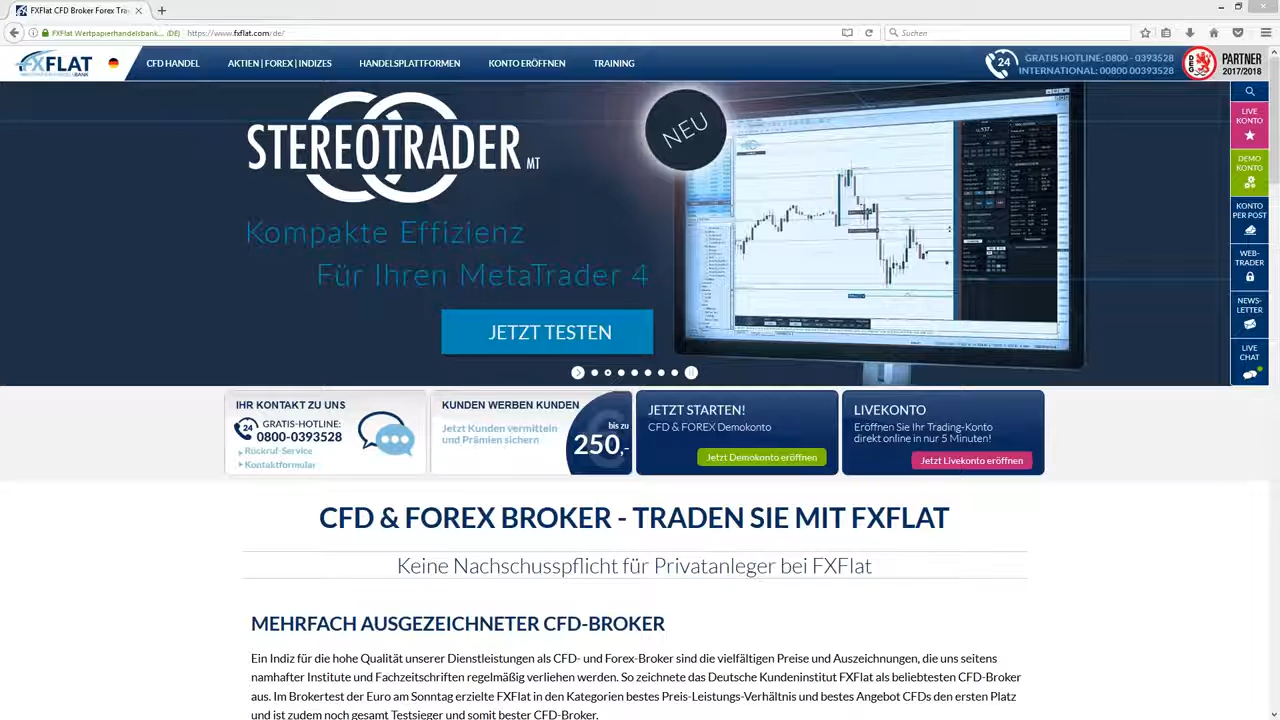 FXFlat CFD Broker Forex Tra
FXFlat Wertpapierhandelsbank... (DE)
https://www.fxflat.com/de/
Suchen
FXFLAT
WERTPAPIERHANDELSBANK
CFD HANDEL
AKTIEN | FOREX | INDIZES
HANDELSPLATTFORMEN
KONTO ERÖFFNEN
TRAINING
24
GRATIS HOTLINE: 0800 - 0393528
INTERNATIONAL: 00800 00393528
DEG
PARTNER
2017/2018
STEREOTRADER MT
NEU
Für Ihren MetaTrader 4
JETZT TESTEN
LIVE
KONTO
DEMO
KONTO
KONTO
PER POST
WEB-
TRADER
NEWS-
LETTER
LIVE
CHAT
IHR KONTAKT ZU UNS
24
GRATIS-HOTLINE:
0800-0393528
Rückruf-Service
Kontaktformular
KUNDEN WERBEN KUNDEN
Jetzt Kunden vermitteln
und Prämien sichern
bis zu
250,-
JETZT STARTEN!
CFD & FOREX Demokonto
Jetzt Demokonto eröffnen
LIVEKONTO
Eröffnen Sie Ihr Trading-Konto
direkt online in nur 5 Minuten!
Jetzt Livekonto eröffnen
CFD & FOREX BROKER - TRADEN SIE MIT FXFLAT
Keine Nachschusspflicht für Privatanleger bei FXFlat
MEHRFACH AUSGEZEICHNETER CFD-BROKER
Ein Indiz für die hohe Qualität unserer Dienstleistungen als CFD- und Forex-Broker sind die vielfältigen Preise und Auszeichnungen, die uns seitens
namhafter Institute und Fachzeitschriften regelmäßig verliehen werden. So zeichnete das Deutsche Kundeninstitut FXFlat als beliebtesten CFD-Broker
aus. Im Brokertest der Euro am Sonntag erzielte FXFlat in den Kategorien bestes Preis-Leistungs-Verhältnis und bestes Angebot CFDs den ersten Platz
und ist zudem noch gesamt Testsieger und somit bester CFD-Broker.